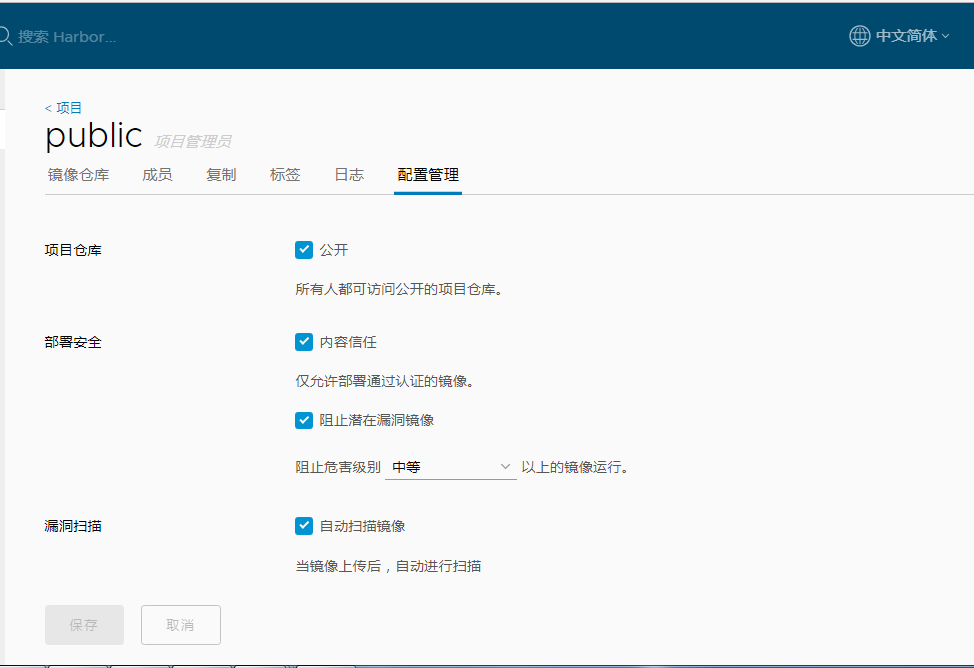 搜索 Harbor...
中文简体
< 项目
public 项目管理员
镜像仓库 成员 复制 标签 日志 配置管理
项目仓库 公开
所有人都可访问公开的项目仓库。
部署安全 内容信任
仅允许部署通过认证的镜像。
阻止潜在漏洞镜像
阻止危害级别 中等 以上的镜像运行。
漏洞扫描 自动扫描镜像
当镜像上传后，自动进行扫描
保存 取消